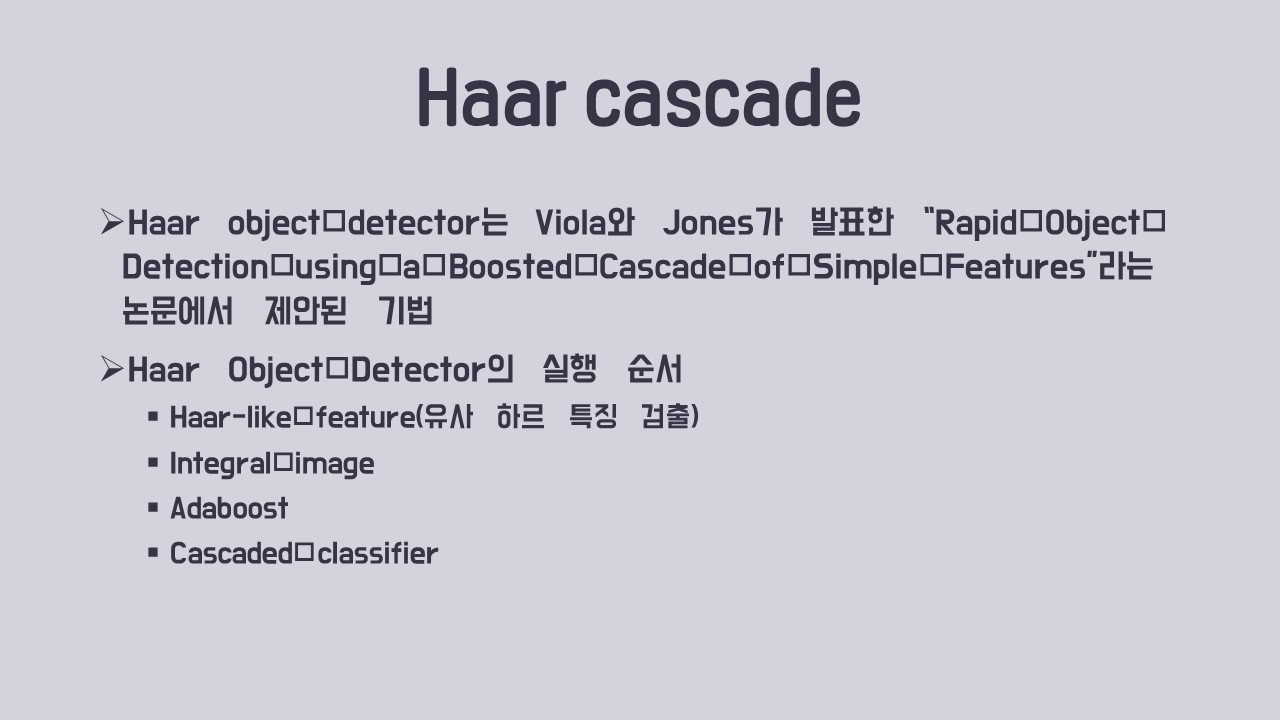 Haar cascade
➢Haar object□detector는 Viola와 Jones가 발표한 “Rapid□Object□
Detection□using□a□Boosted□Cascade□of□Simple□Features”라는
논문에서 제안된 기법
➢Haar Object□Detector의 실행 순서
▪ Haar-like□feature(유사 하르 특징 검출)
▪ Integral□image
▪ Adaboost
▪ Cascaded□classifier